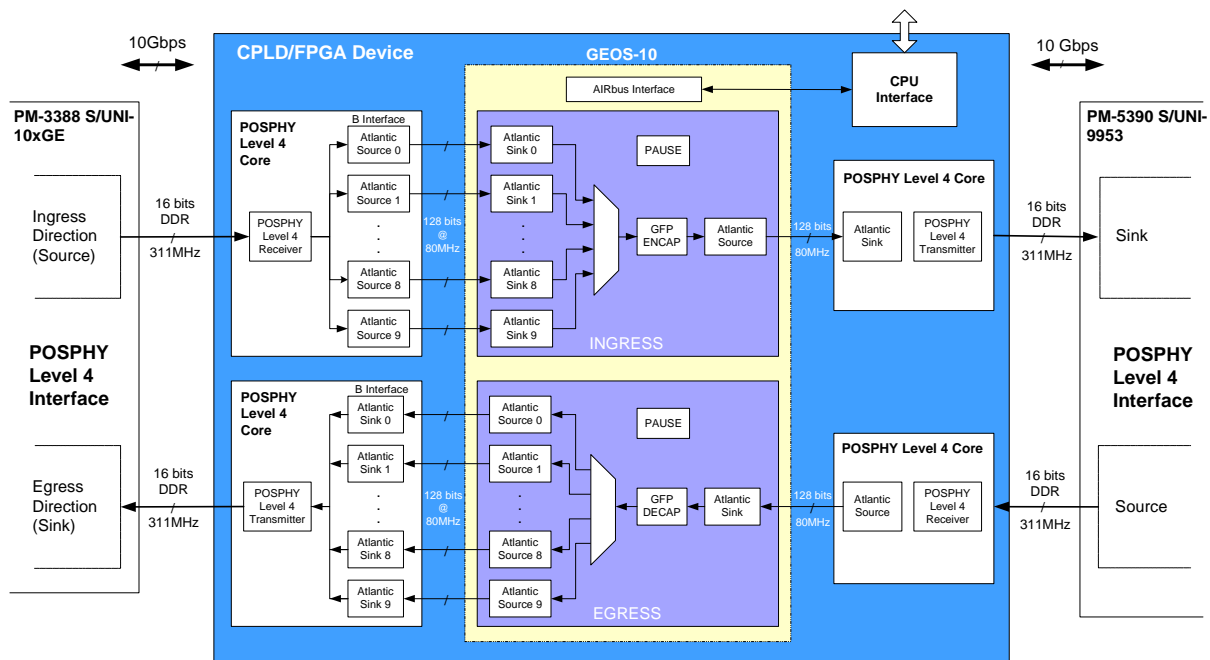 10Gbps
CPLD/FPGA Device
GEOS-10
10 Gbps
AIRbus Interface
CPU
Interface
PM-3388 S/UNI-
10xGE
Ingress
Direction
(Source)
16 bits
DDR
311MHz
POSPHY
Level 4
Core
B Interface
POSPHY
Level 4
Receiver
Atlantic
Source 0
Atlantic
Source 1
.
.
.
Atlantic
Source 8
Atlantic
Source 9
128 bits
@
80MHz
Atlantic
Sink 0
Atlantic
Sink 1
.
.
.
Atlantic
Sink 8
Atlantic
Sink 9
PAUSE
GFP
ENCAP
Atlantic
Source
INGRESS
128 bits
@
80MHz
POSPHY Level 4 Core
Atlantic
Sink
POSPHY
Level 4
Transmitter
16 bits
DDR
311MHz
PM-5390 S/UNI-
9953
Sink
POSPHY
Level 4
Interface
POSPHY
Level 4
Interface
Egress
Direction
(Sink)
16 bits
DDR
311MHz
POSPHY
Level 4
Core
B Interface
POSPHY
Level 4
Transmitter
Atlantic
Sink 0
Atlantic
Sink 1
.
.
.
Atlantic
Sink 8
Atlantic
Sink 9
128 bits
@
80MHz
Atlantic
Source 0
Atlantic
Source 1
.
.
.
Atlantic
Source 8
Atlantic
Source 9
PAUSE
GFP
DECAP
Atlantic
Sink
EGRESS
128 bits
@
80MHz
POSPHY Level 4 Core
Atlantic
Source
POSPHY
Level 4
Receiver
16 bits
DDR
311MHz
Source